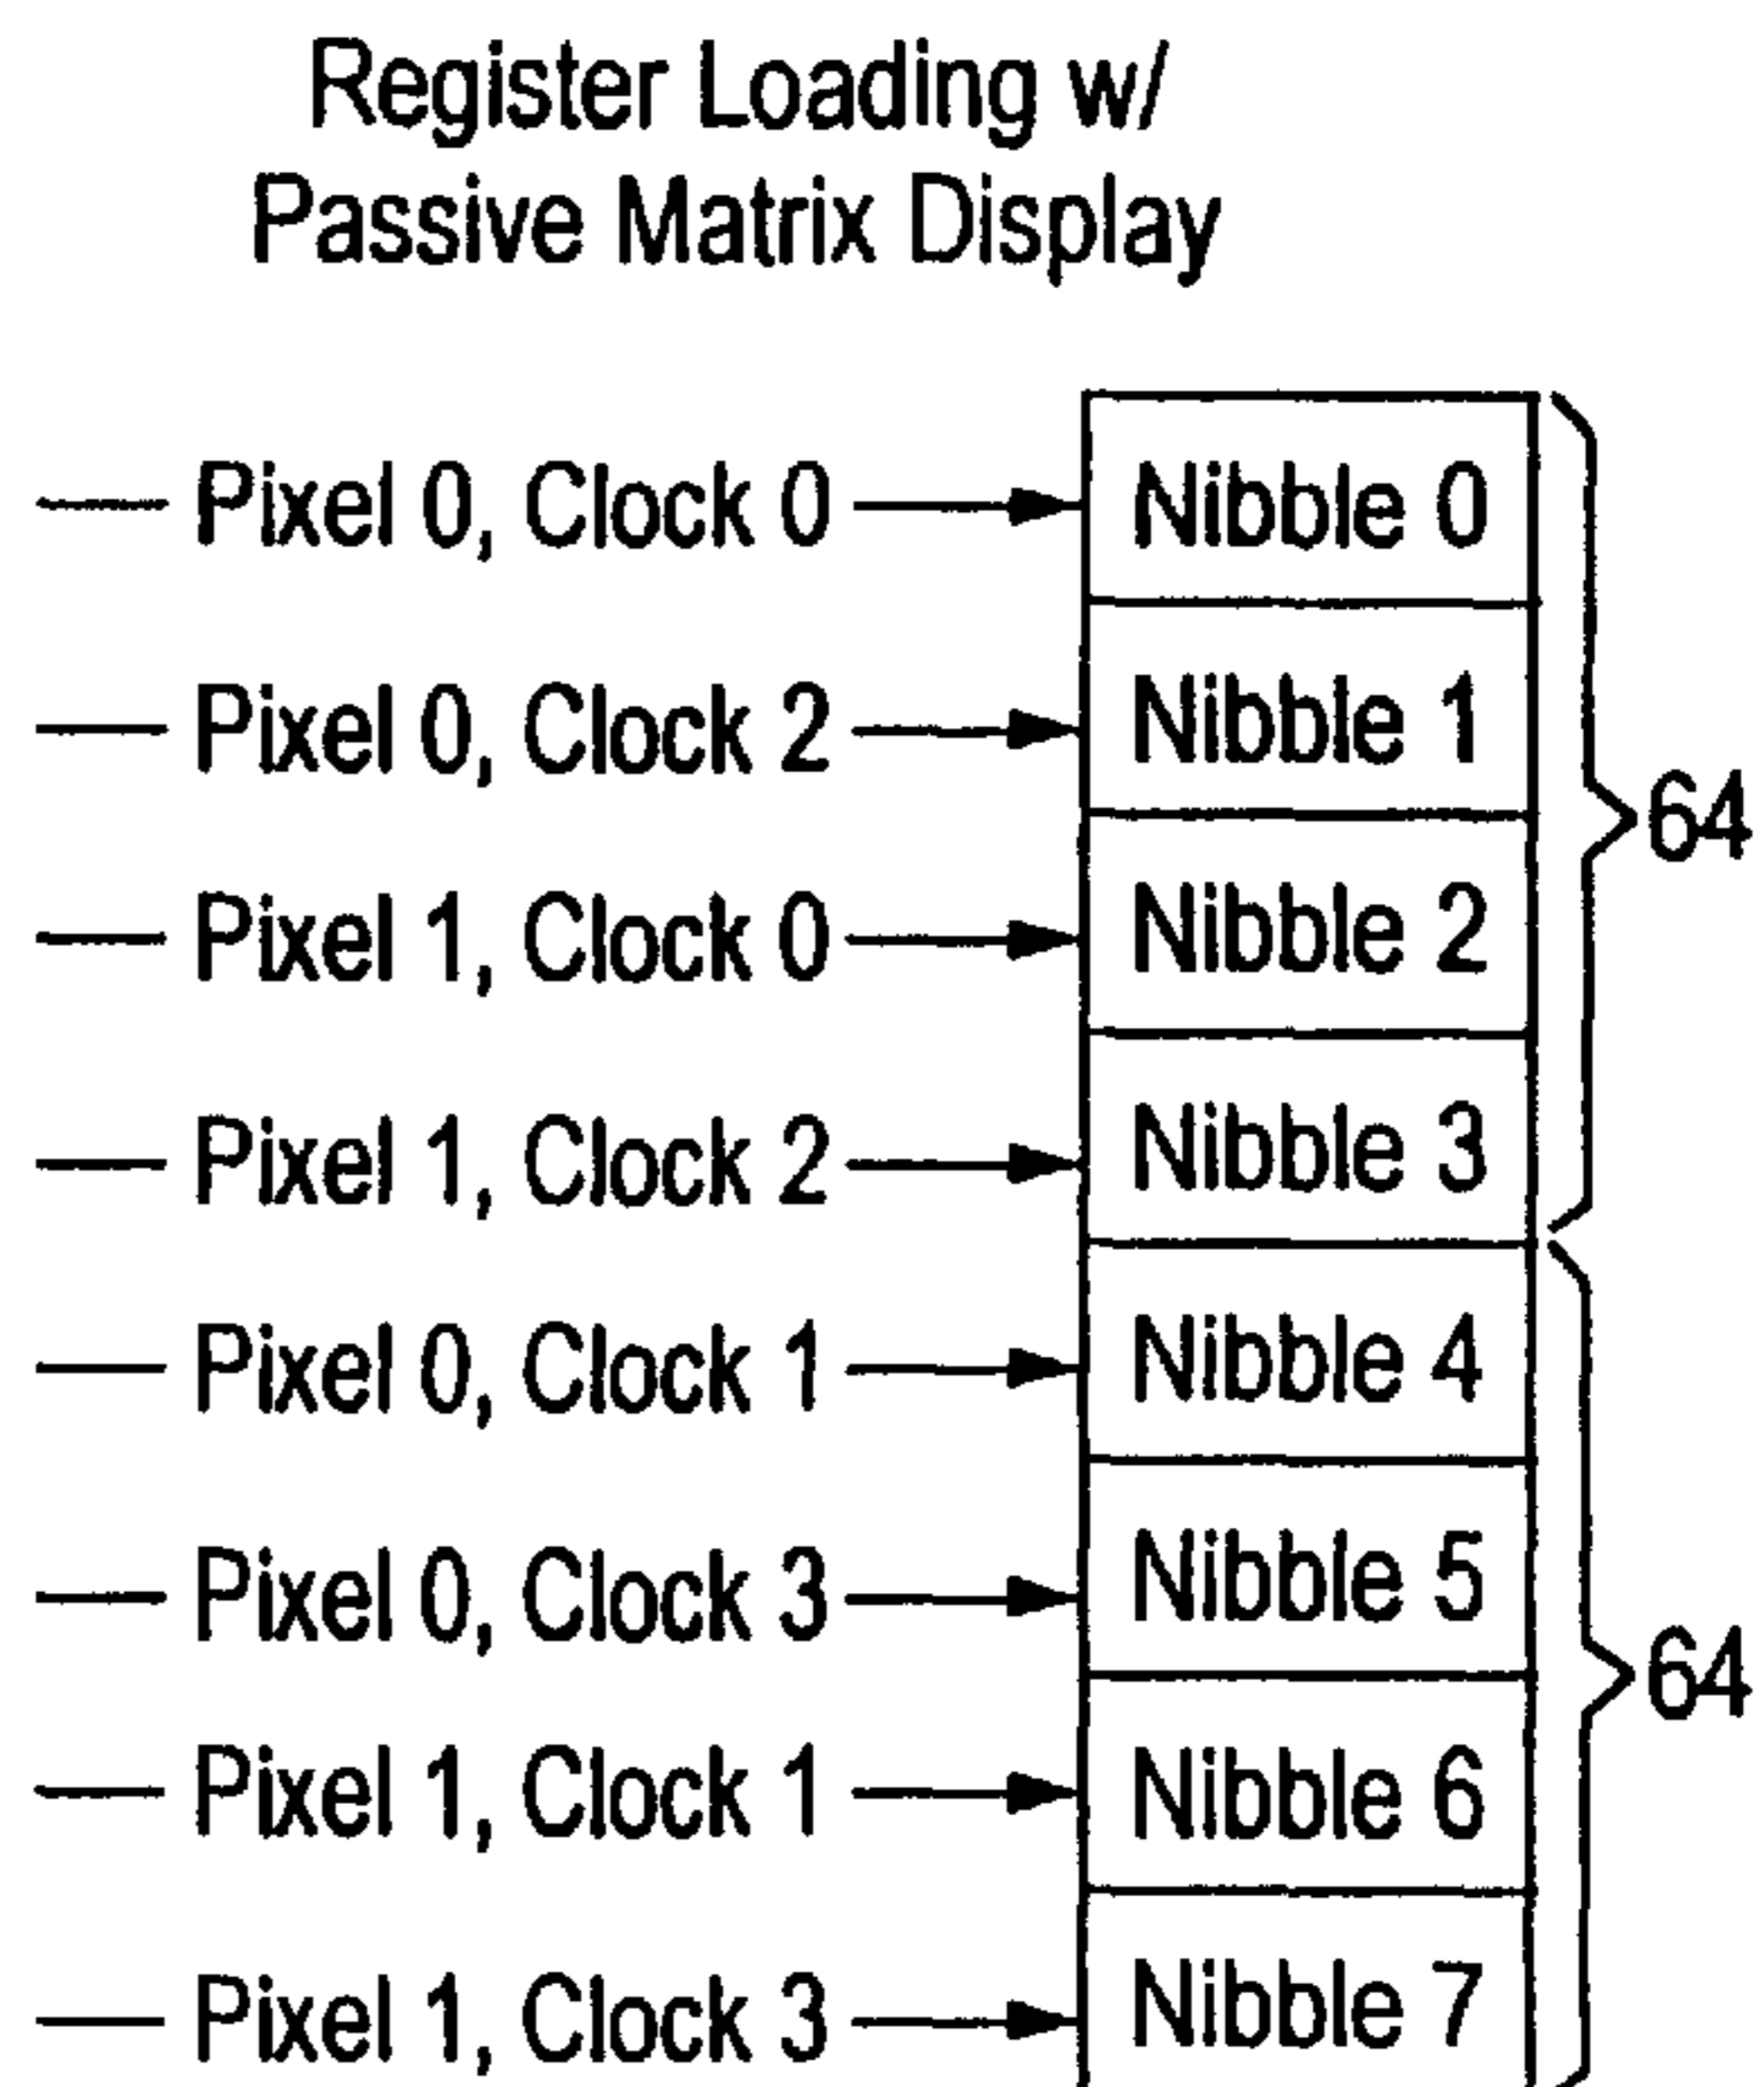 Register Loading w/
Passive Matrix Display
Pixel 0, Clock 0 Nibble 0
Pixel 0, Clock 2 Nibble 1
64
Pixel 1, Clock 0 Nibble 2
Pixel 1, Clock 2 Nibble 3
Pixel 0, Clock 1 Nibble 4
Pixel 0, Clock 3 Nibble 5
64
Pixel 1, Clock 1 Nibble 6
Pixel 1, Clock 3 Nibble 7